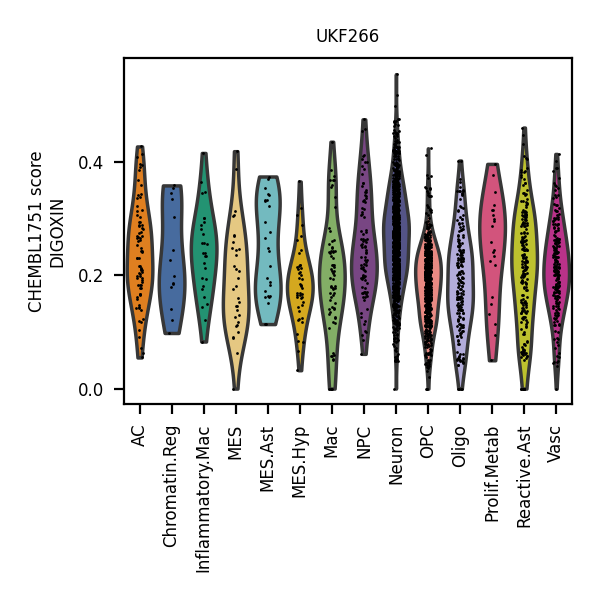 UKF266
CHEMBL1751 score
DIGOXIN
0.4
0.2
0.0
AC
Chromatin.Reg
Inflammatory.Mac
MES
MES.Ast
MES.Hyp
Mac
NPC
Neuron
OPC
Oligo
Prolif.Metab
Reactive.Ast
Vasc